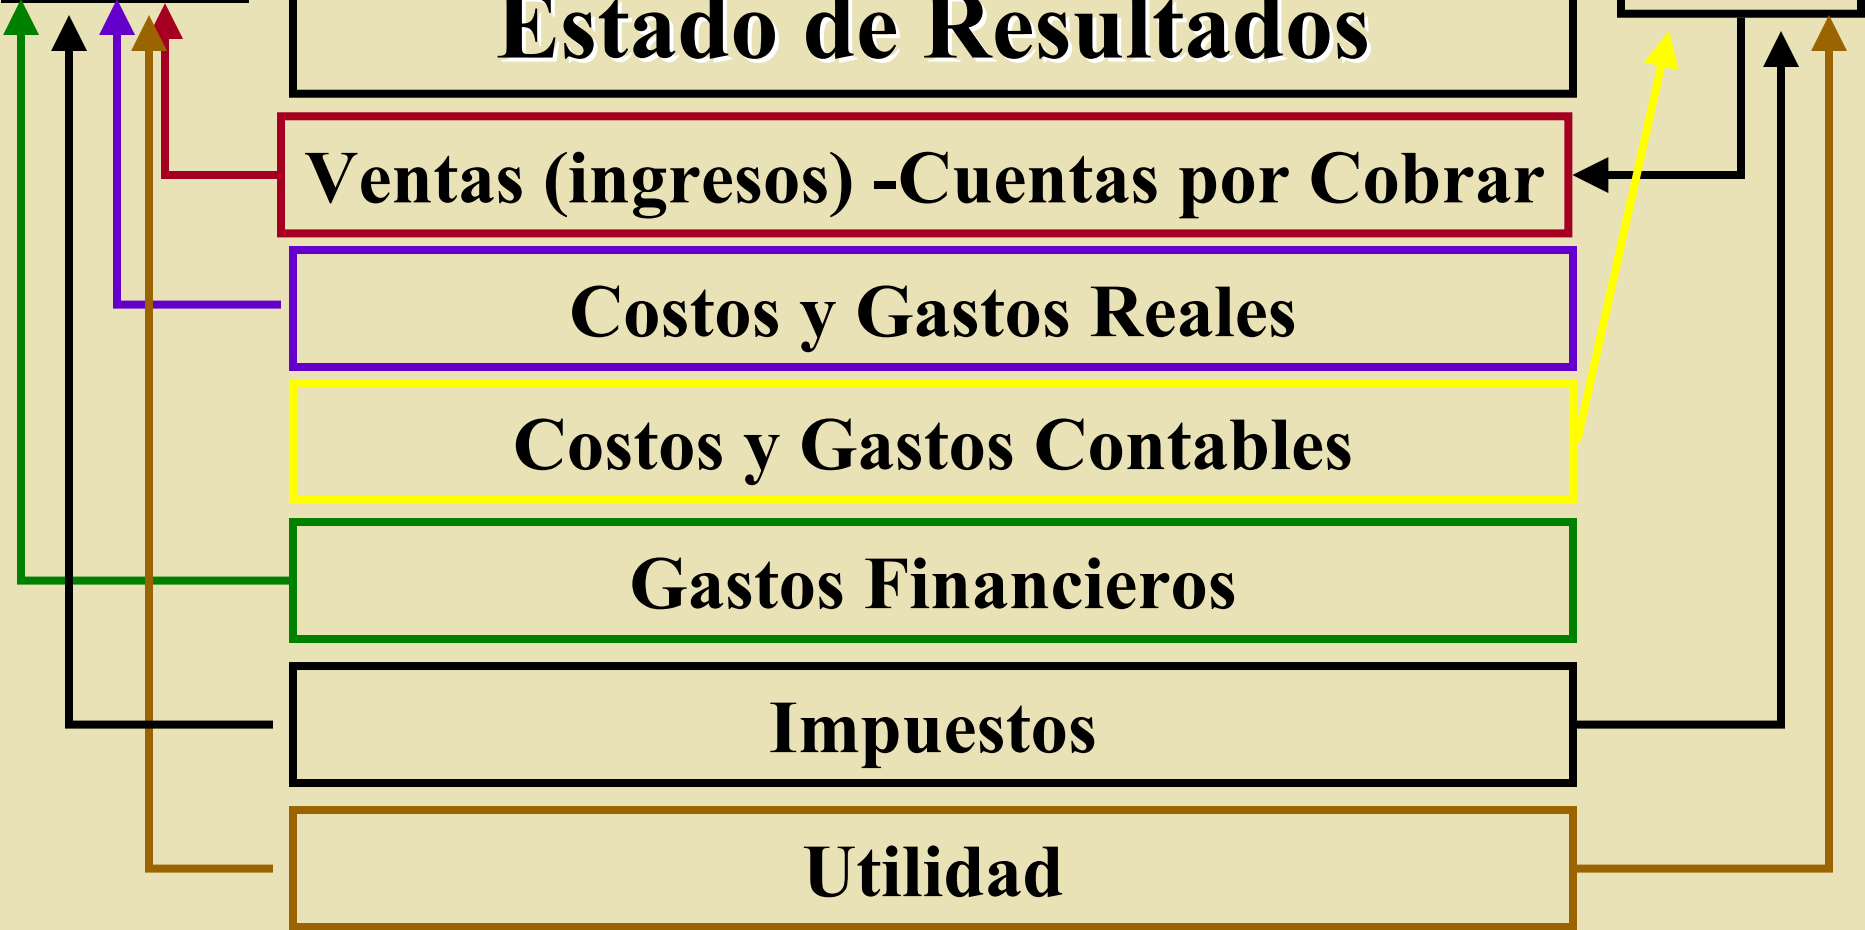 Estado de Resultados
Ventas (ingresos) -Cuentas por Cobrar
Costos y Gastos Reales
Costos y Gastos Contables
Gastos Financieros
Impuestos
Utilidad